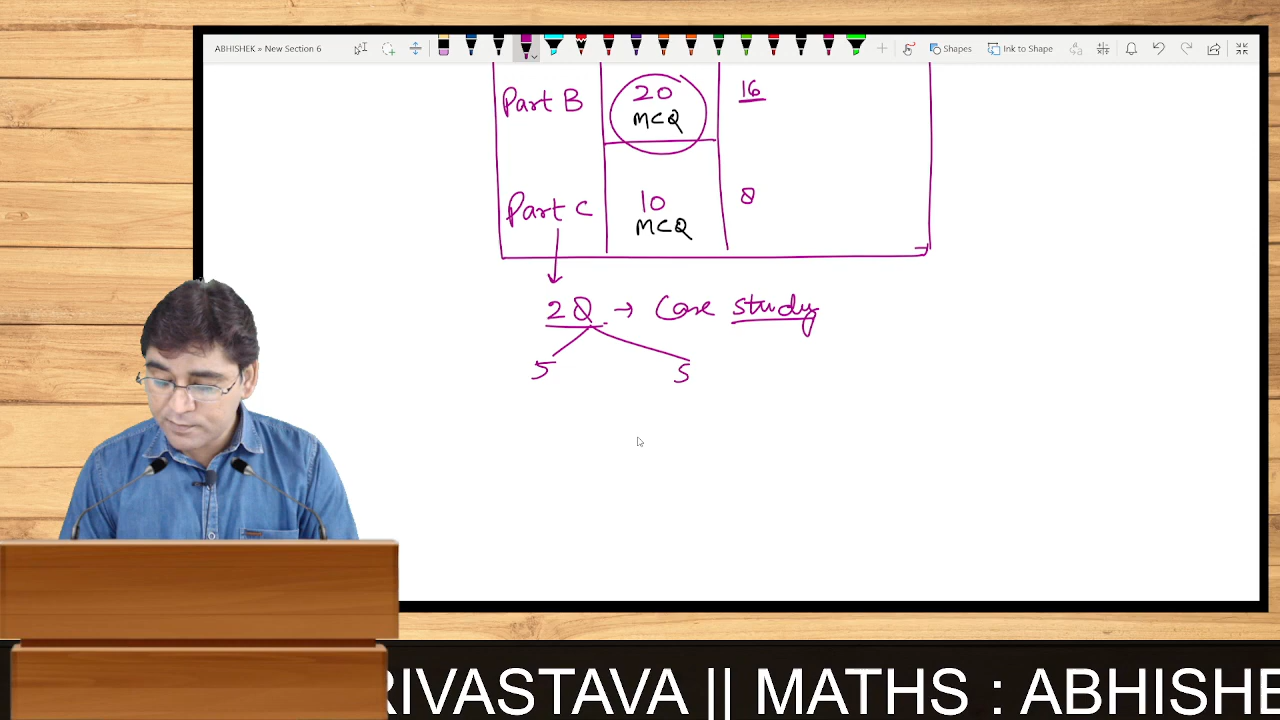 ABHISHEK » New Section 6
Shapes
Ink to Shape
Part B 20 16
MCQ
Part C 10 8
MCQ
2Q → Case study
5 5
RIVASTAVA || MATHS : ABHISHE